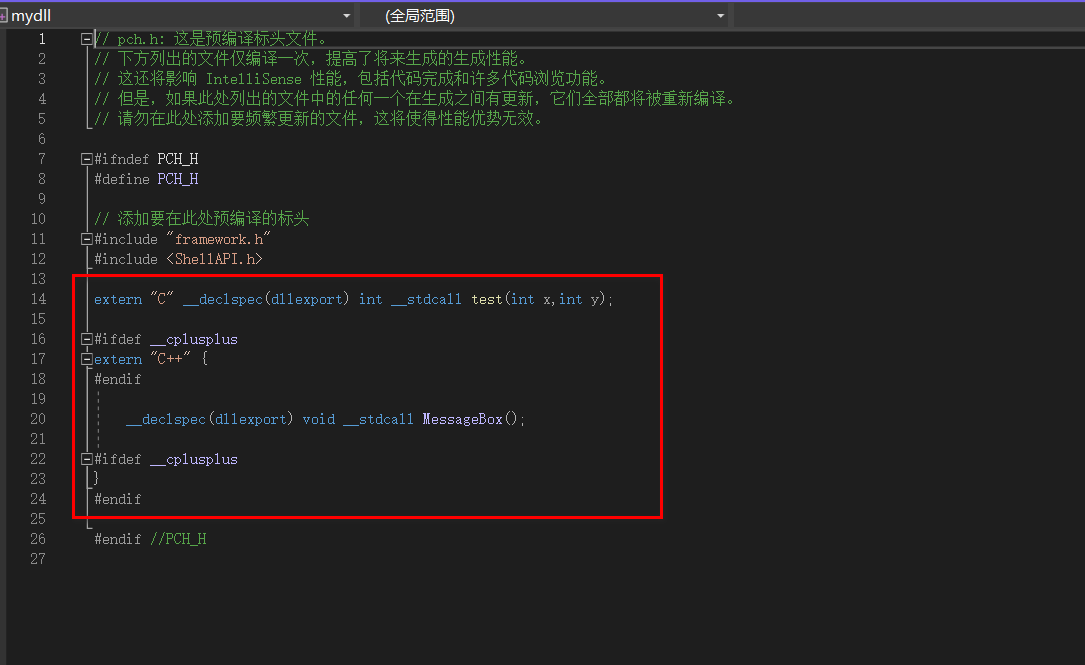 mydll (全局范围)
1 // pch.h: 这是预编译标头文件。
2 // 下方列出的文件仅编译一次，提高了将来生成的生成性能。
3 // 这还将影响 IntelliSense 性能，包括代码完成和许多代码浏览功能。
4 // 但是，如果此处列出的文件中的任何一个在生成之间有更新，它们全部都将被重新编译。
5 // 请勿在此处添加要频繁更新的文件，这将使得性能优势无效。
6
7 #ifndef PCH_H
8 #define PCH_H
9
10 // 添加要在此处预编译的标头
11 #include "framework.h"
12 #include <ShellAPI.h>
13
14 extern "C" __declspec(dllexport) int __stdcall test(int x,int y);
15
16 #ifdef __cplusplus
17 extern "C++" {
18 #endif
19
20 __declspec(dllexport) void __stdcall MessageBox();
21
22 #ifdef __cplusplus
23 }
24 #endif
25
26 #endif //PCH_H
27